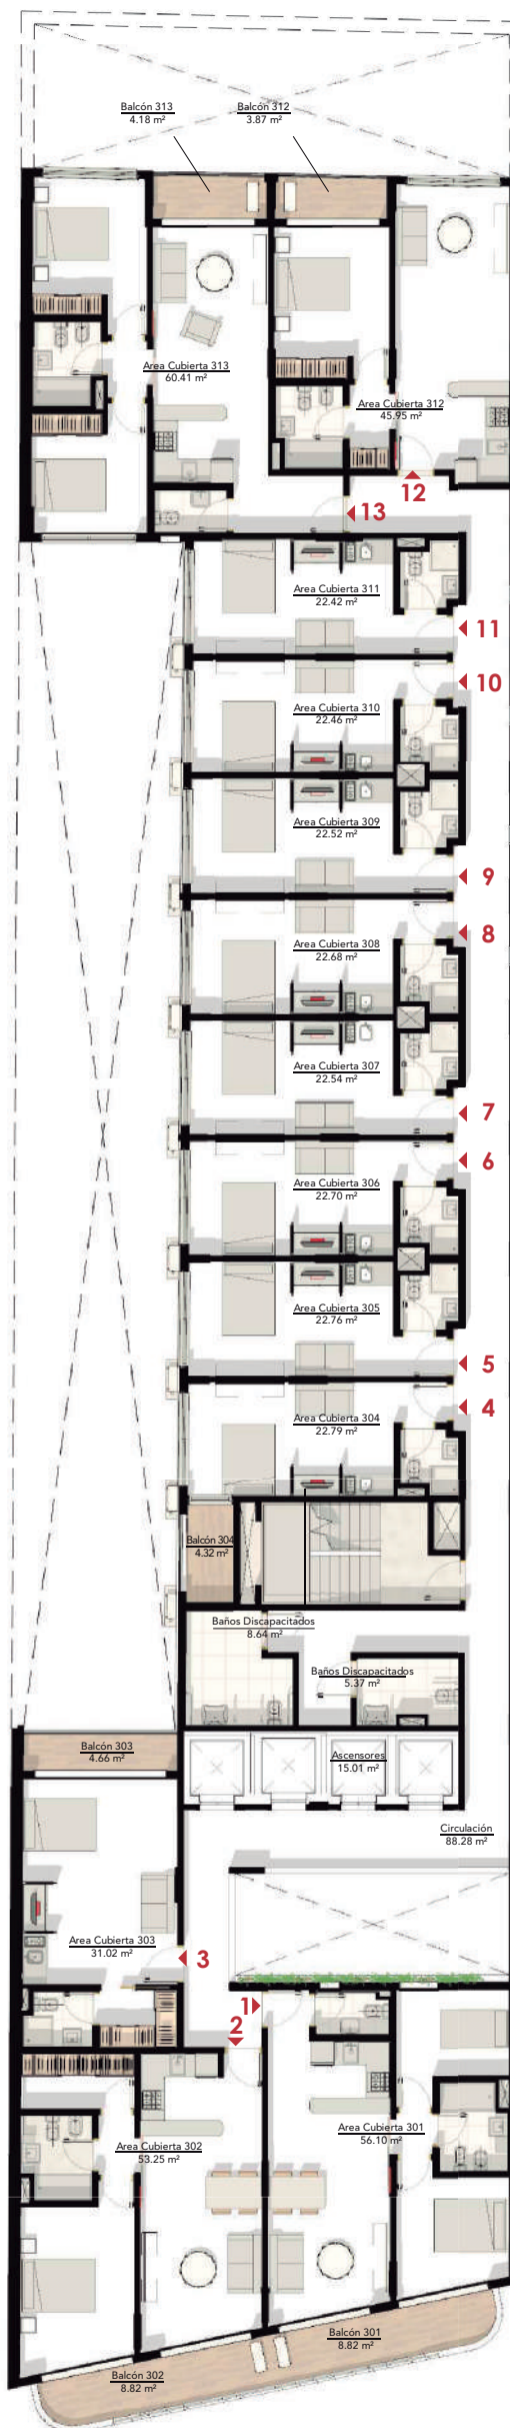 Balcón 313
4.18 m²
Balcón 312
3.87 m²
Area Cubierta 313
60.41 m²
Area Cubierta 312
45.95 m²
12
13
Area Cubierta 311
22.42 m²
11
10
Area Cubierta 310
22.46 m²
Area Cubierta 309
22.52 m²
9
8
Area Cubierta 308
22.68 m²
Area Cubierta 307
22.54 m²
7
6
Area Cubierta 306
22.70 m²
Area Cubierta 305
22.76 m²
5
4
Area Cubierta 304
22.79 m²
Balcón 304
4.32 m²
Baños Discapacitados
8.64 m²
Baños Discapacitados
5.37 m²
Balcón 303
4.66 m²
Ascensores
15.01 m²
Circulación
88.28 m²
Area Cubierta 303
31.02 m²
3
1
2
Area Cubierta 302
53.25 m²
Area Cubierta 301
56.10 m²
Balcón 301
8.82 m²
Balcón 302
8.82 m²